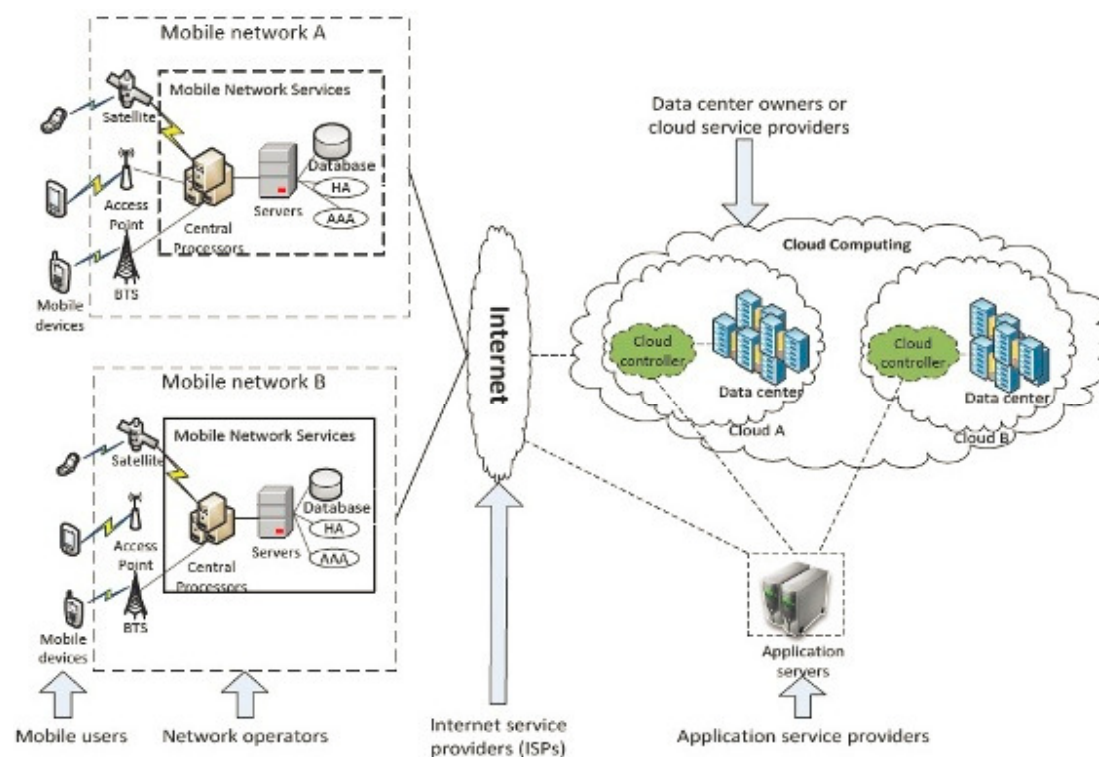 Mobile network A
Mobile Network Services
Satellite
Database
HA
AAA
Access
Point
Servers
Central
Processors
BTS
Mobile
devices
Mobile network B
Mobile Network Services
Satellite
Database
HA
AAA
Access
Point
Servers
Central
Processors
BTS
Mobile
devices
Mobile users
Network operators
Internet
Internet service
providers (ISPs)
Data center owners or
cloud service providers
Cloud Computing
Cloud
controller
Data center
Cloud A
Cloud
controller
Data center
Cloud B
Application
servers
Application service providers